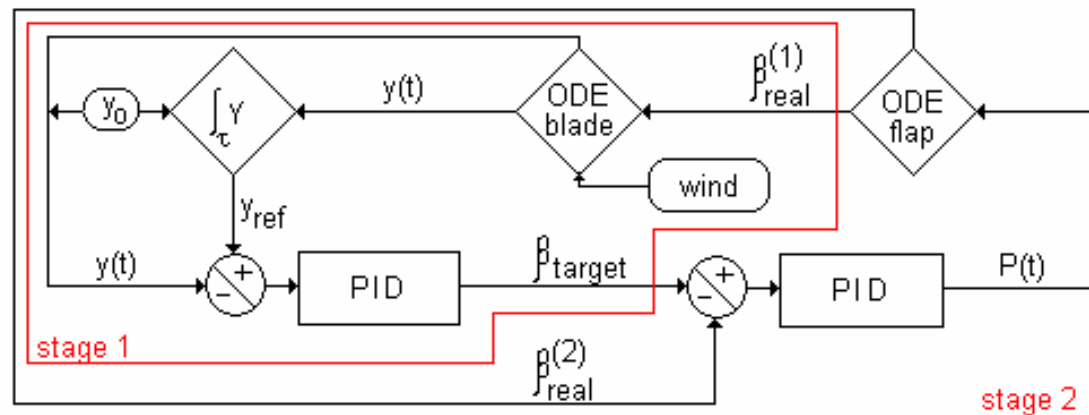 β(1)real
y(t)
ODE
blade
ODE
flap
y0
∫τ Y
wind
yref
y(t)
+
-
PID
βtarget
+
-
PID
P(t)
stage 1
β(2)real
stage 2